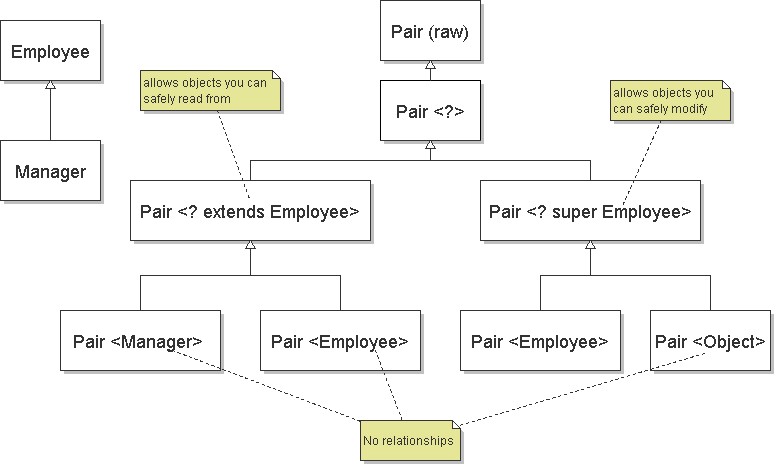 Pair (raw)
Employee
allows objects you can
safely read from
allows objects you
can safely modify
Pair <?>
Manager
Pair <? extends Employee>
Pair <? super Employee>
Pair <Manager>
Pair <Employee>
Pair <Employee>
Pair <Object>
No relationships